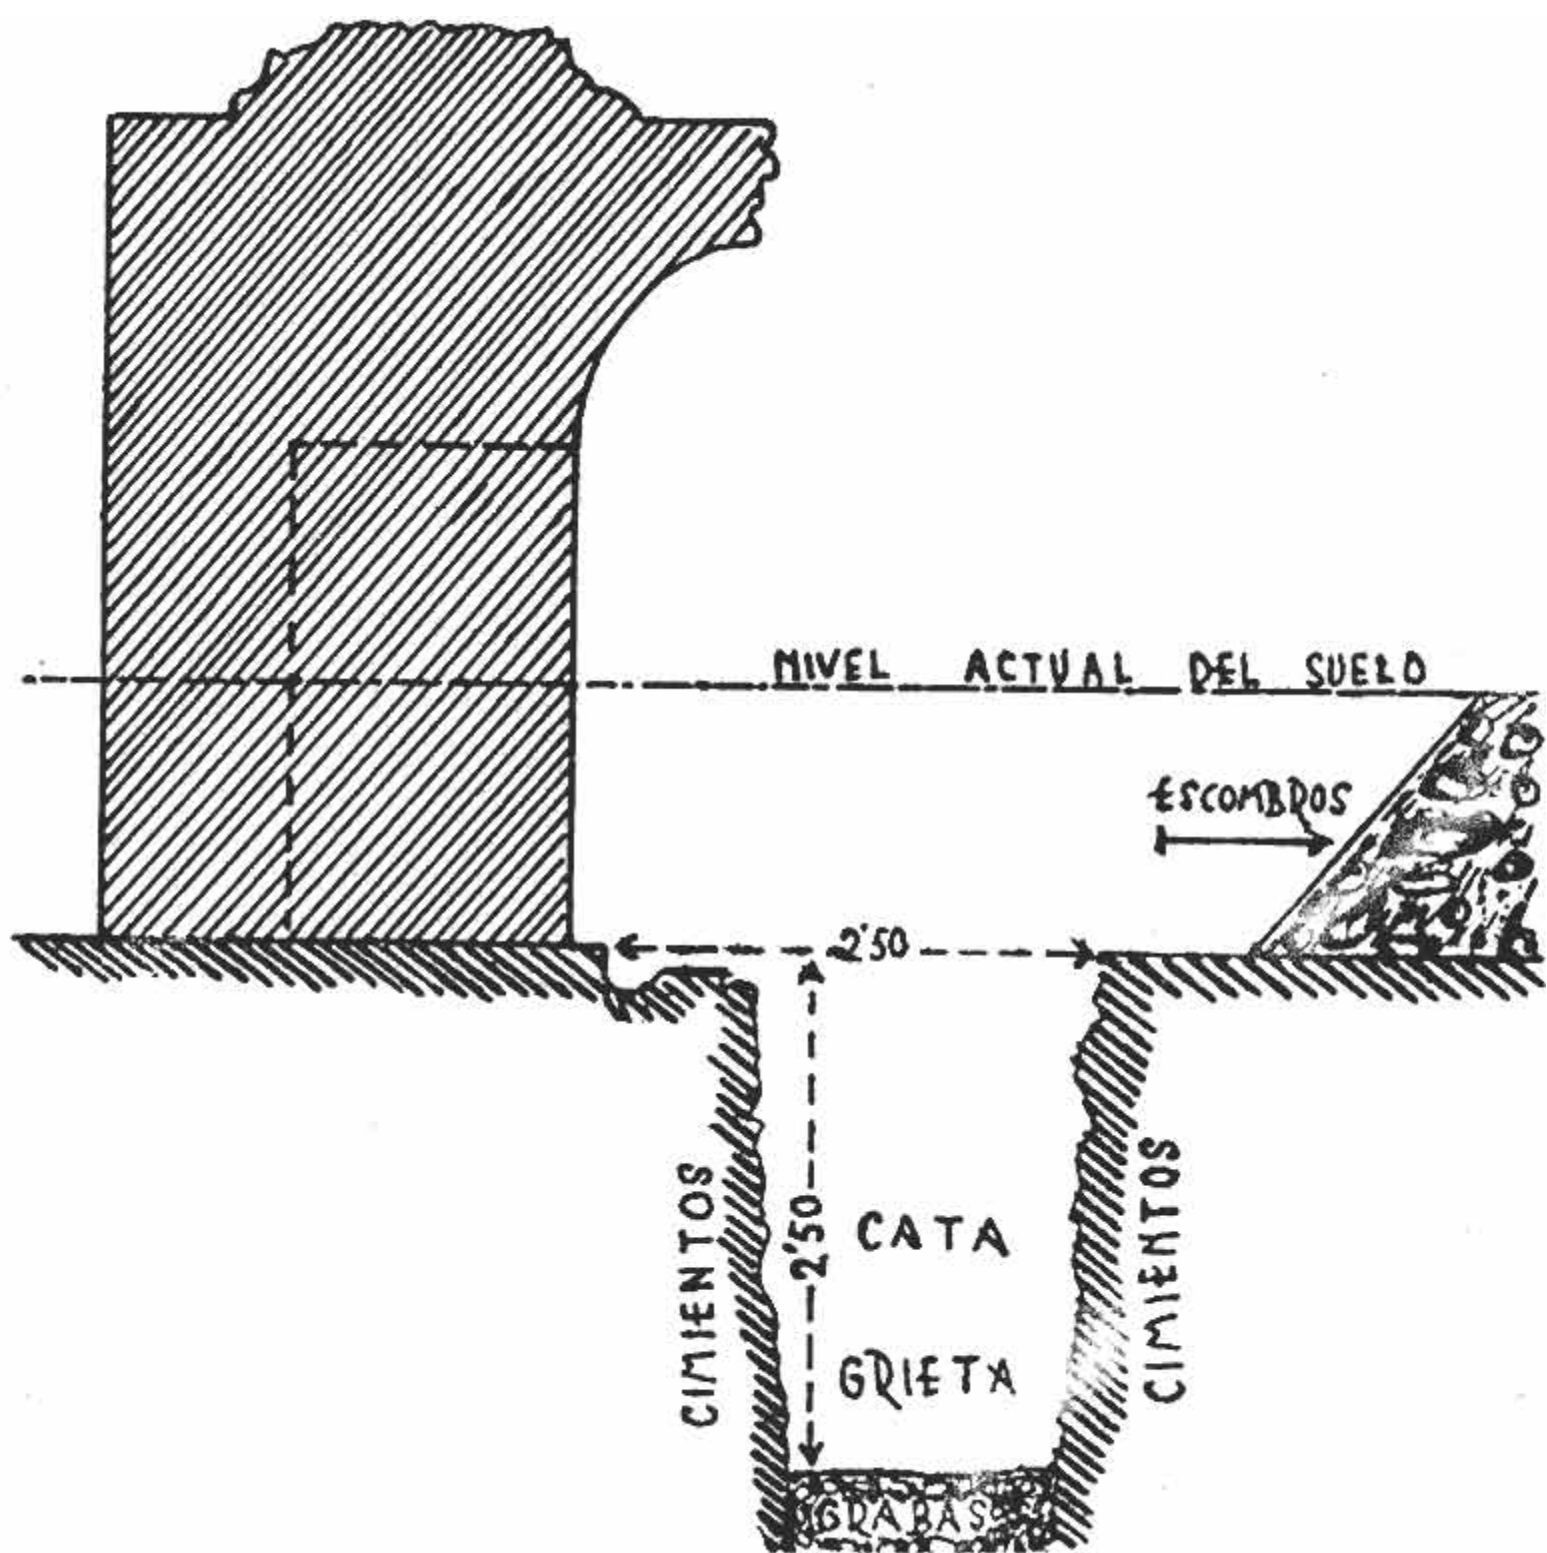 NIVEL ACTUAL DEL SUELO
ESCOMBROS
2'50
CIMIENTOS
2'50
CATA
GRIETA
CIMIENTOS
GRABAS